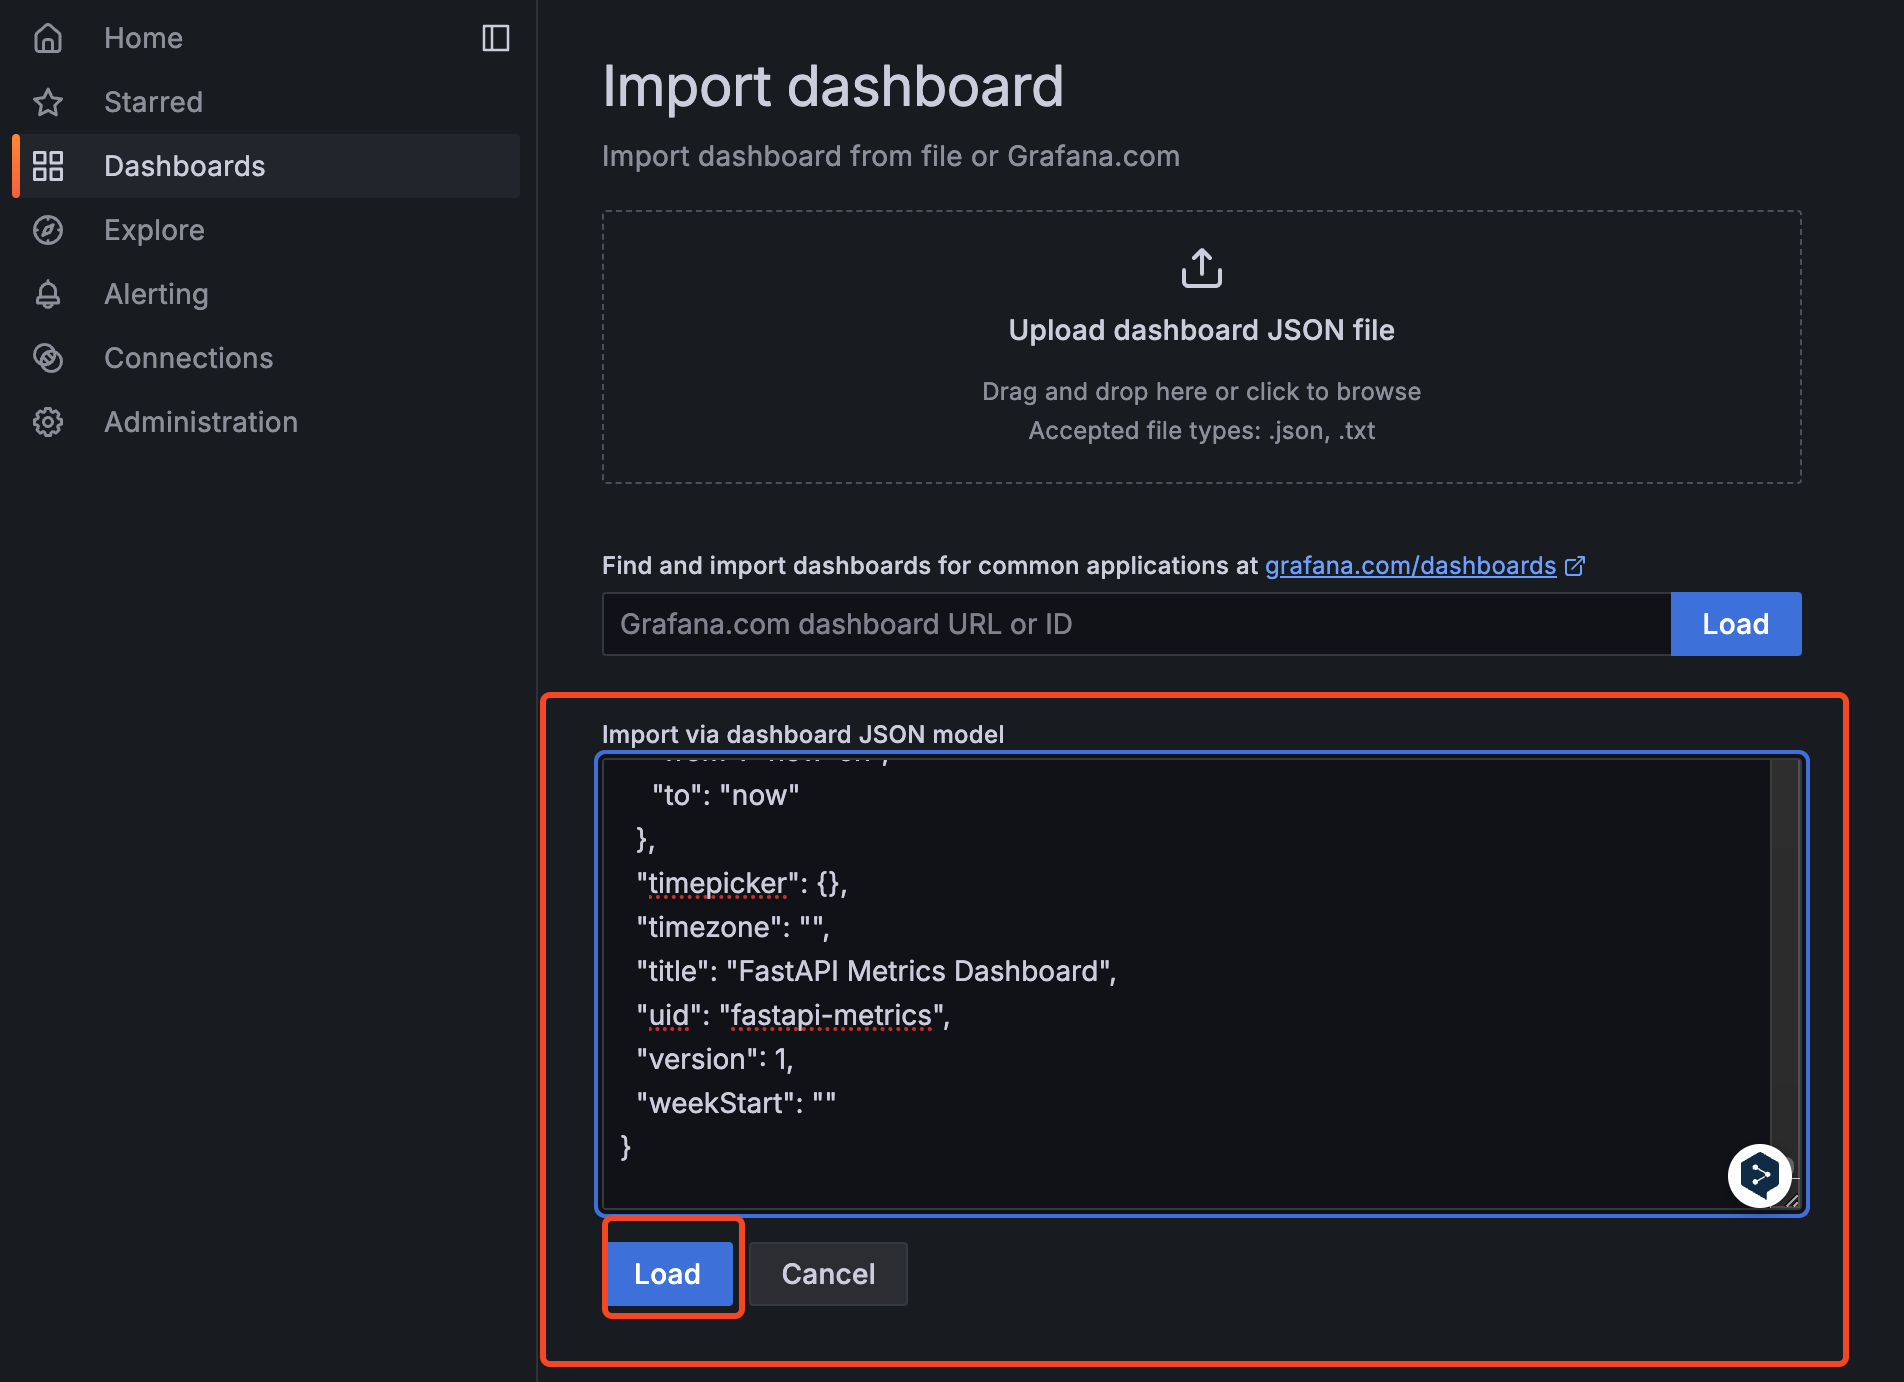 Home
Starred
Dashboards
Explore
Alerting
Connections
Administration
Import dashboard
Import dashboard from file or Grafana.com
Upload dashboard JSON file
Drag and drop here or click to browse
Accepted file types: .json, .txt
Find and import dashboards for common applications at grafana.com/dashboards
Grafana.com dashboard URL or ID
Load
Import via dashboard JSON model
"to": "now"
},
"timepicker": {},
"timezone": "",
"title": "FastAPI Metrics Dashboard",
"uid": "fastapi-metrics",
"version": 1,
"weekStart": ""
}
Load
Cancel